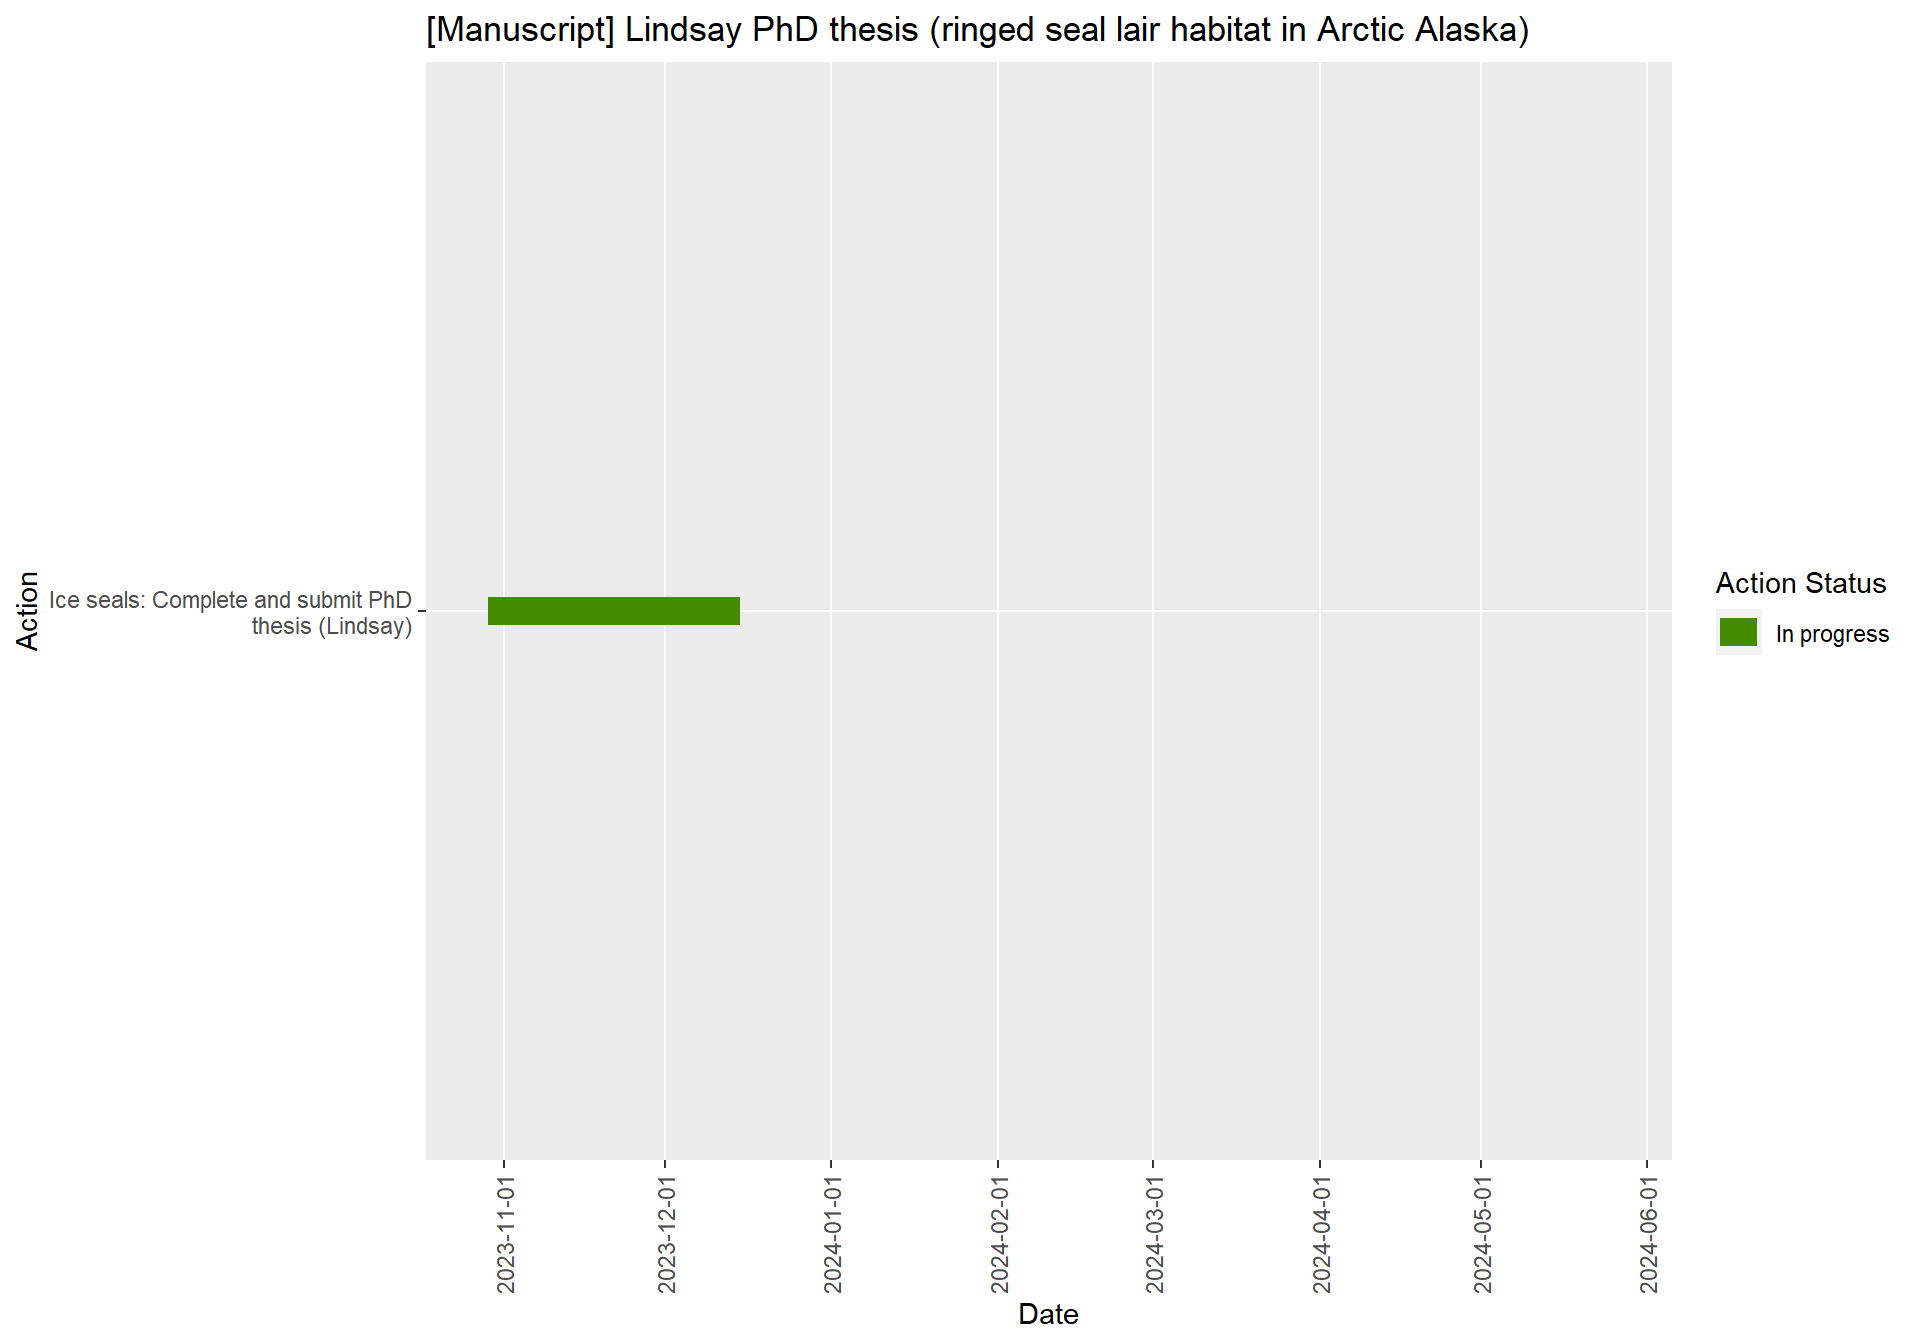 [Manuscript] Lindsay PhD thesis (ringed seal lair habitat in Arctic Alaska)
Action
Ice seals: Complete and submit PhD
thesis (Lindsay)
Action Status
In progress
2023-11-01
2023-12-01
2024-01-01
2024-02-01
2024-03-01
2024-04-01
2024-05-01
2024-06-01
Date